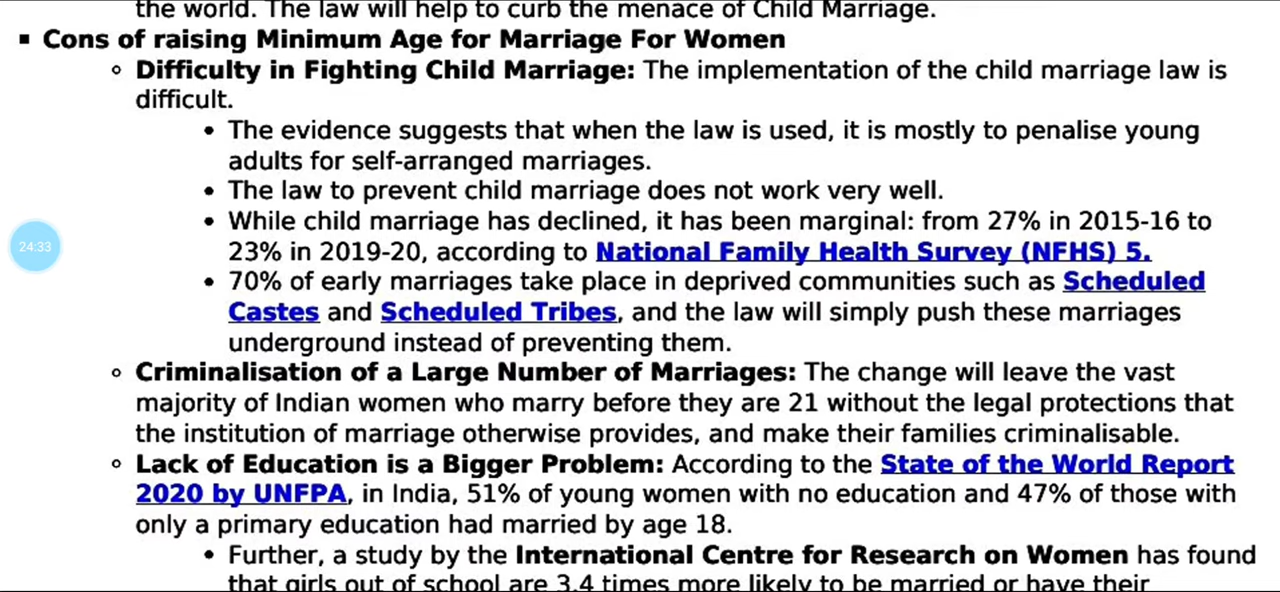 the world. The law will help to curb the menace of Child Marriage.
▪ Cons of raising Minimum Age for Marriage For Women
◦ Difficulty in Fighting Child Marriage: The implementation of the child marriage law is
difficult.
• The evidence suggests that when the law is used, it is mostly to penalise young
adults for self-arranged marriages.
• The law to prevent child marriage does not work very well.
• While child marriage has declined, it has been marginal: from 27% in 2015-16 to
23% in 2019-20, according to National Family Health Survey (NFHS) 5.
24:33
• 70% of early marriages take place in deprived communities such as Scheduled
Castes and Scheduled Tribes, and the law will simply push these marriages
underground instead of preventing them.
◦ Criminalisation of a Large Number of Marriages: The change will leave the vast
majority of Indian women who marry before they are 21 without the legal protections that
the institution of marriage otherwise provides, and make their families criminalisable.
◦ Lack of Education is a Bigger Problem: According to the State of the World Report
2020 by UNFPA, in India, 51% of young women with no education and 47% of those with
only a primary education had married by age 18.
• Further, a study by the International Centre for Research on Women has found
that girls out of school are 3.4 times more likely to be married or have their